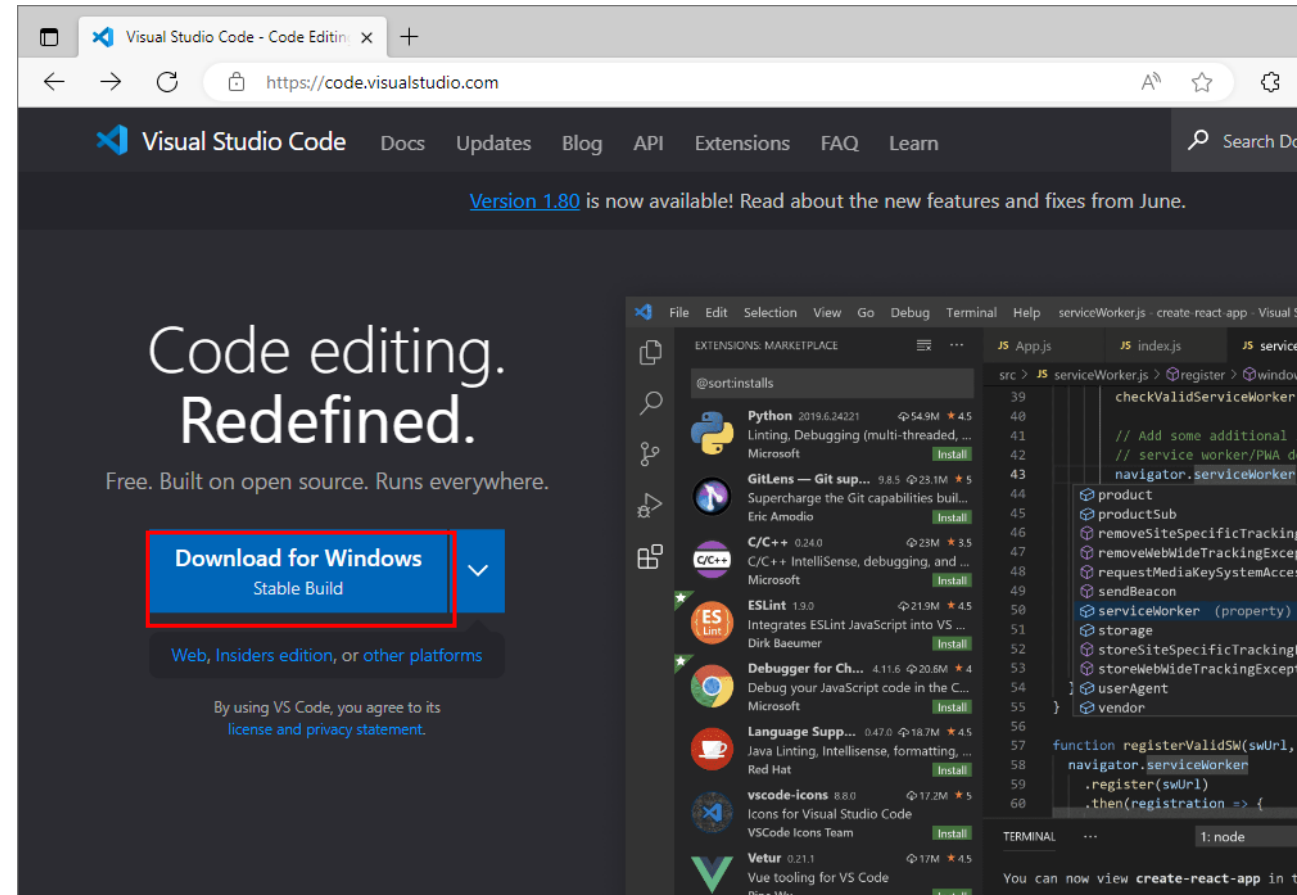 Visual Studio Code - Code Editin
https://code.visualstudio.com
Visual Studio Code Docs Updates Blog API Extensions FAQ Learn Search Do
Version 1.80 is now available! Read about the new features and fixes from June.
Code editing.
Redefined.
Free. Built on open source. Runs everywhere.
Download for Windows
Stable Build
Web, Insiders edition, or other platforms
By using VS Code, you agree to its
license and privacy statement.
File Edit Selection View Go Debug Terminal Help serviceWorker.js - create-react-app - Visual S
EXTENSIONS: MARKETPLACE ···
@sort:installs
Python 2019.6.24221 54.9M ★ 4.5
Linting, Debugging (multi-threaded, ...
Microsoft Install
GitLens — Git sup... 9.8.5 23.1M ★ 5
Supercharge the Git capabilities buil...
Eric Amodio Install
C/C++ 0.24.0 23M ★ 3.5
C/C++
C/C++ IntelliSense, debugging, and ...
Microsoft Install
ESLint 1.9.0 21.9M ★ 4.5
ES
Lint
Integrates ESLint JavaScript into VS ...
Dirk Baeumer Install
Debugger for Ch... 4.11.6 20.6M ★ 4
Debug your JavaScript code in the C...
Microsoft Install
Language Supp... 0.47.0 18.7M ★ 4.5
Java Linting, Intellisense, formatting, ...
Red Hat Install
vscode-icons 8.8.0 17.2M ★ 5
Icons for Visual Studio Code
VSCode Icons Team Install
Vetur 0.21.1 17M ★ 4.5
Vue tooling for VS Code
JS App.js JS index.js JS service
src > JS serviceWorker.js > register > window
39 checkValidServiceWorker
40
41 // Add some additional
42 // service worker/PWA d
43 navigator.serviceWorker
44 product
45 productSub
46 removeSiteSpecificTracking
47 removeWebWideTrackingExcep
48 requestMediaKeySystemAcces
49 sendBeacon
50 serviceWorker (property)
51 storage
52 storeSiteSpecificTracking
53 storeWebWideTrackingExcept
54 } userAgent
55 } vendor
56
57 function registerValidSW(swUrl,
58 navigator.serviceWorker
59 .register(swUrl)
60 .then(registration => {
TERMINAL ··· 1: node
You can now view create-react-app in t